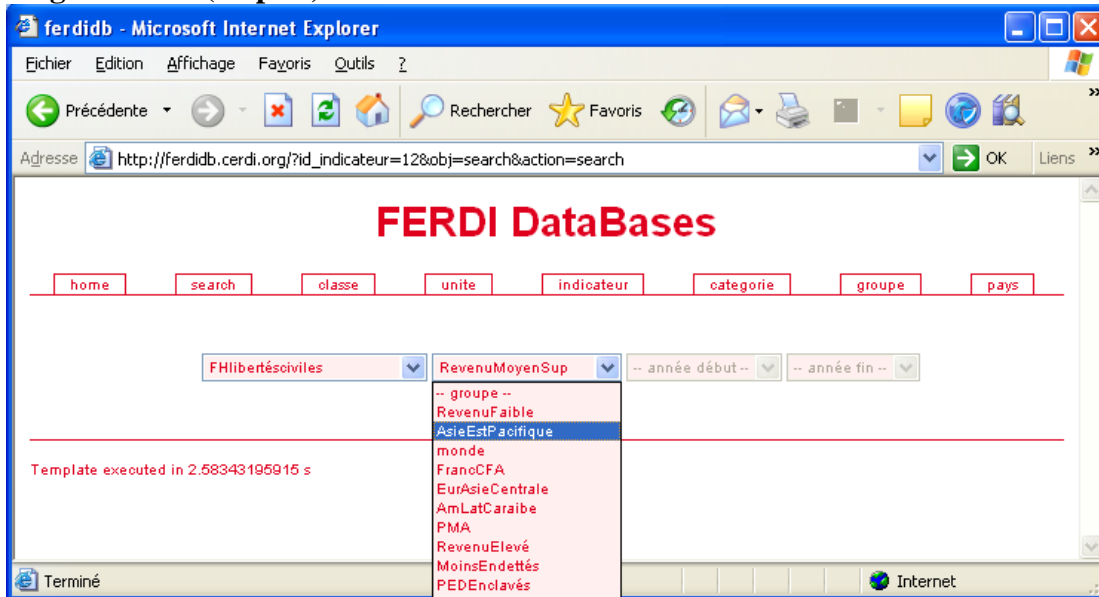 ferdidb - Microsoft Internet Explorer
Fichier Edition Affichage Favoris Outils ?
Précédente Rechercher Favoris »
Adresse http://ferdidb.cerdi.org/?id_indicateur=12&obj=search&action=search OK Liens »
FERDI DataBases
home search classe unite indicateur categorie groupe pays
FHlibertésciviles RevenuMoyenSup -- année début -- -- année fin --
-- groupe --
RevenuFaible
AsieEstPacifique
monde
Template executed in 2.58343195915 s FrancCFA
EurAsieCentrale
AmLatCaraibe
PMA
RevenuElevé
MoinsEndettés
PEDEnclavés
Terminé Internet